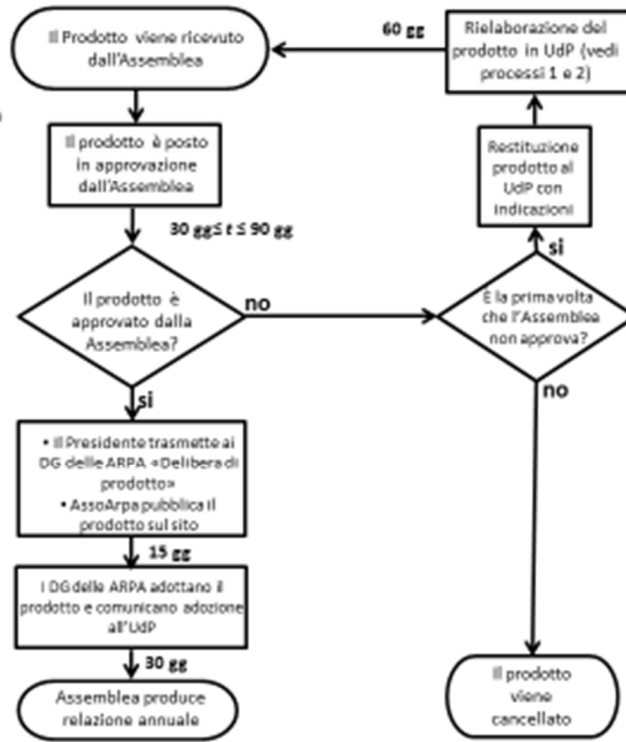 Il Prodotto viene ricevuto
dall'Assemblea
60 gg
Rielaborazione del
prodotto in UdP (vedi
processi 1 e 2)
Il prodotto è posto
in approvazione
dall'Assemblea
Restituzione
prodotto al
UdP con
indicazioni
30 gg≤ t ≤ 90 gg
si
Il prodotto è
approvato dalla
Assemblea?
no
È la prima volta
che l'Assemblea
non approva?
si
no
• Il Presidente trasmette ai
DG delle ARPA «Delibera di
prodotto»
• AssoArpa pubblica il
prodotto sul sito
15 gg
I DG delle ARPA adottano il
prodotto e comunicano adozione
all'UdP
30 gg
Assemblea produce
relazione annuale
Il prodotto
viene
cancellato